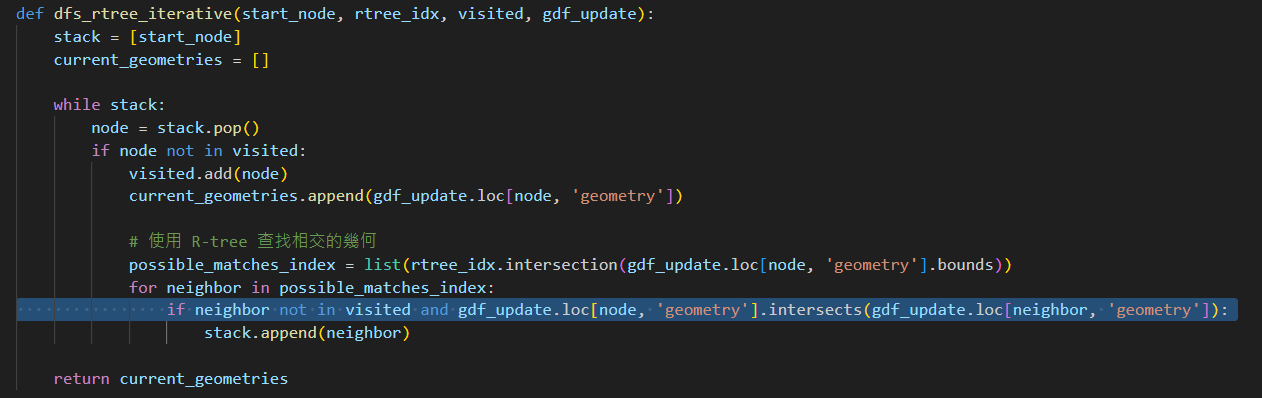 def dfs_rtree_iterative(start_node, rtree_idx, visited, gdf_update):
    stack = [start_node]
    current_geometries = []

    while stack:
        node = stack.pop()
        if node not in visited:
            visited.add(node)
            current_geometries.append(gdf_update.loc[node, 'geometry'])

            # 使用 R-tree 查找相交的幾何
            possible_matches_index = list(rtree_idx.intersection(gdf_update.loc[node, 'geometry'].bounds))
            for neighbor in possible_matches_index:
                if neighbor not in visited and gdf_update.loc[node, 'geometry'].intersects(gdf_update.loc[neighbor, 'geometry']):
                    stack.append(neighbor)

    return current_geometries